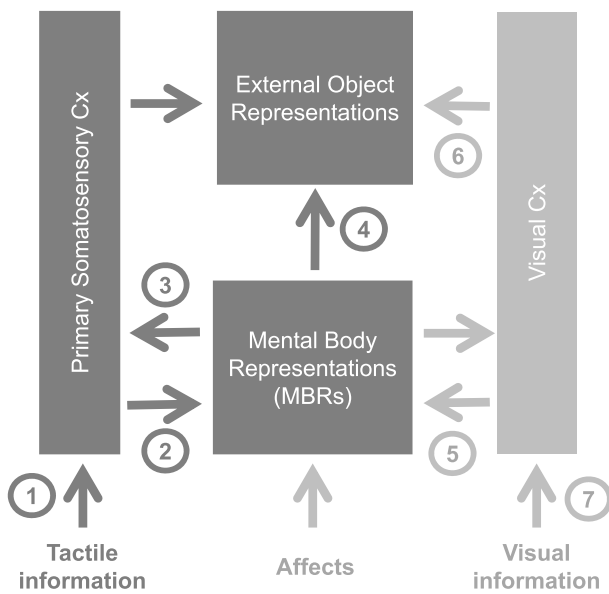 External Object
Representations
Primary Somatosensory Cx
Visual Cx
6
4
3
Mental Body
Representations
(MBRs)
2
5
1
7
Tactile
information
Affects
Visual
information